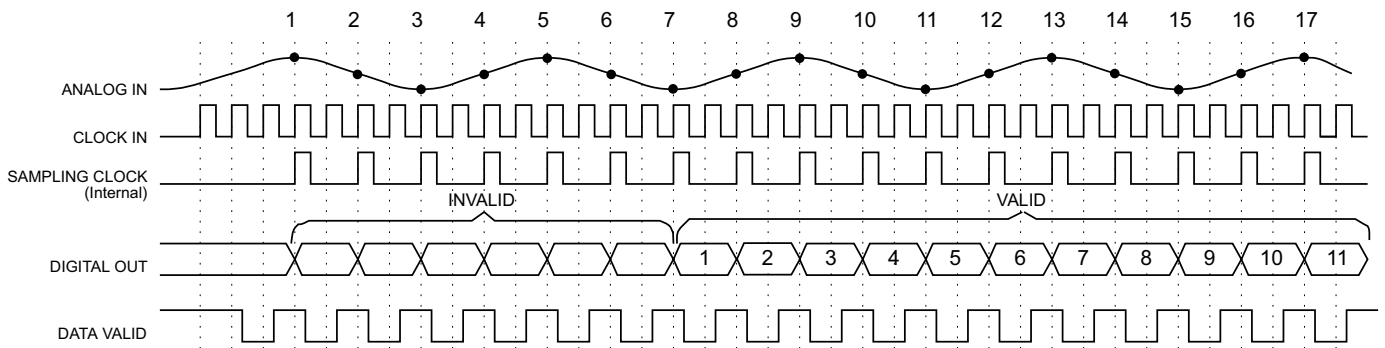 1 2 3 4 5 6 7 8 9 10 11 12 13 14 15 16 17
ANALOG IN
CLOCK IN
SAMPLING CLOCK
(Internal)
INVALID VALID
DIGITAL OUT 1 2 3 4 5 6 7 8 9 10 11
DATA VALID